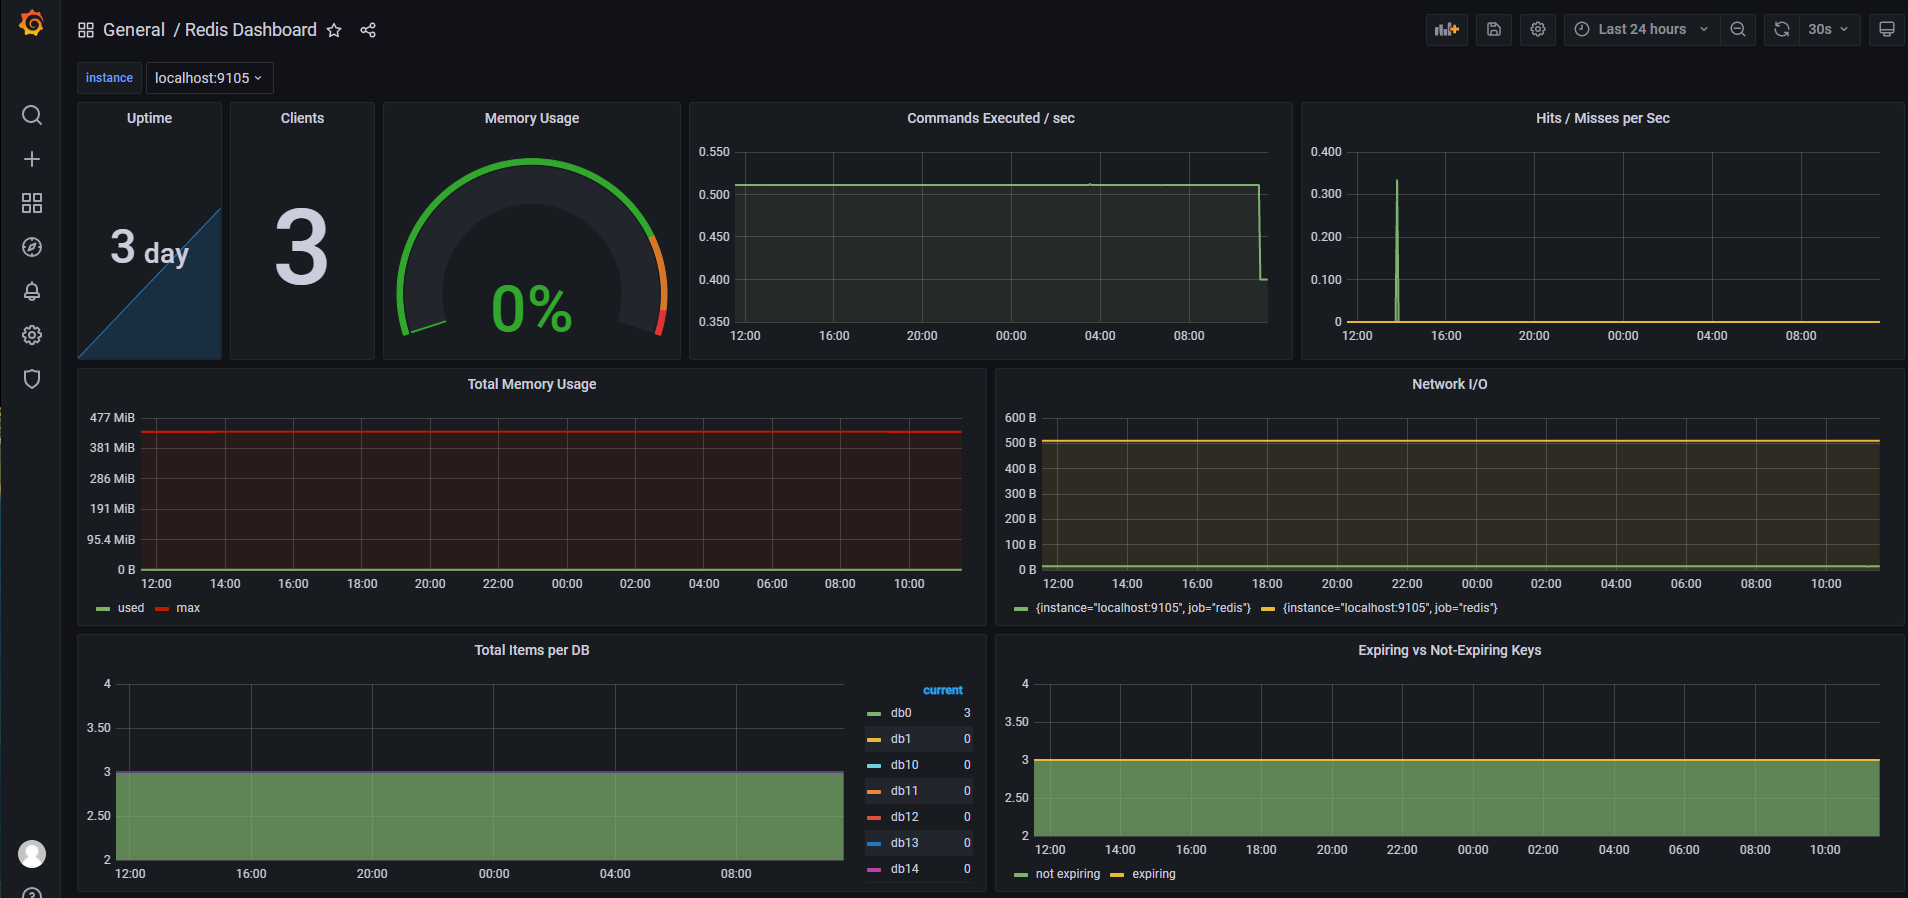 General / Redis Dashboard
Last 24 hours
30s
instance
localhost:9105
Uptime
3 day
Clients
3
Memory Usage
0%
Commands Executed / sec
0.550
0.500
0.450
0.400
0.350
12:00 16:00 20:00 00:00 04:00 08:00
Hits / Misses per Sec
0.400
0.300
0.200
0.100
0
12:00 16:00 20:00 00:00 04:00 08:00
Total Memory Usage
477 MiB
381 MiB
286 MiB
191 MiB
95.4 MiB
0 B
12:00 14:00 16:00 18:00 20:00 22:00 00:00 02:00 04:00 06:00 08:00 10:00
used max
Network I/O
600 B
500 B
400 B
300 B
200 B
100 B
0 B
12:00 14:00 16:00 18:00 20:00 22:00 00:00 02:00 04:00 06:00 08:00 10:00
{instance="localhost:9105", job="redis"} {instance="localhost:9105", job="redis"}
Total Items per DB
4
3.50
3
2.50
2
12:00 16:00 20:00 00:00 04:00 08:00
current
db0 3
db1 0
db10 0
db11 0
db12 0
db13 0
db14 0
Expiring vs Not-Expiring Keys
4
3.50
3
2.50
2
12:00 14:00 16:00 18:00 20:00 22:00 00:00 02:00 04:00 06:00 08:00 10:00
not expiring expiring